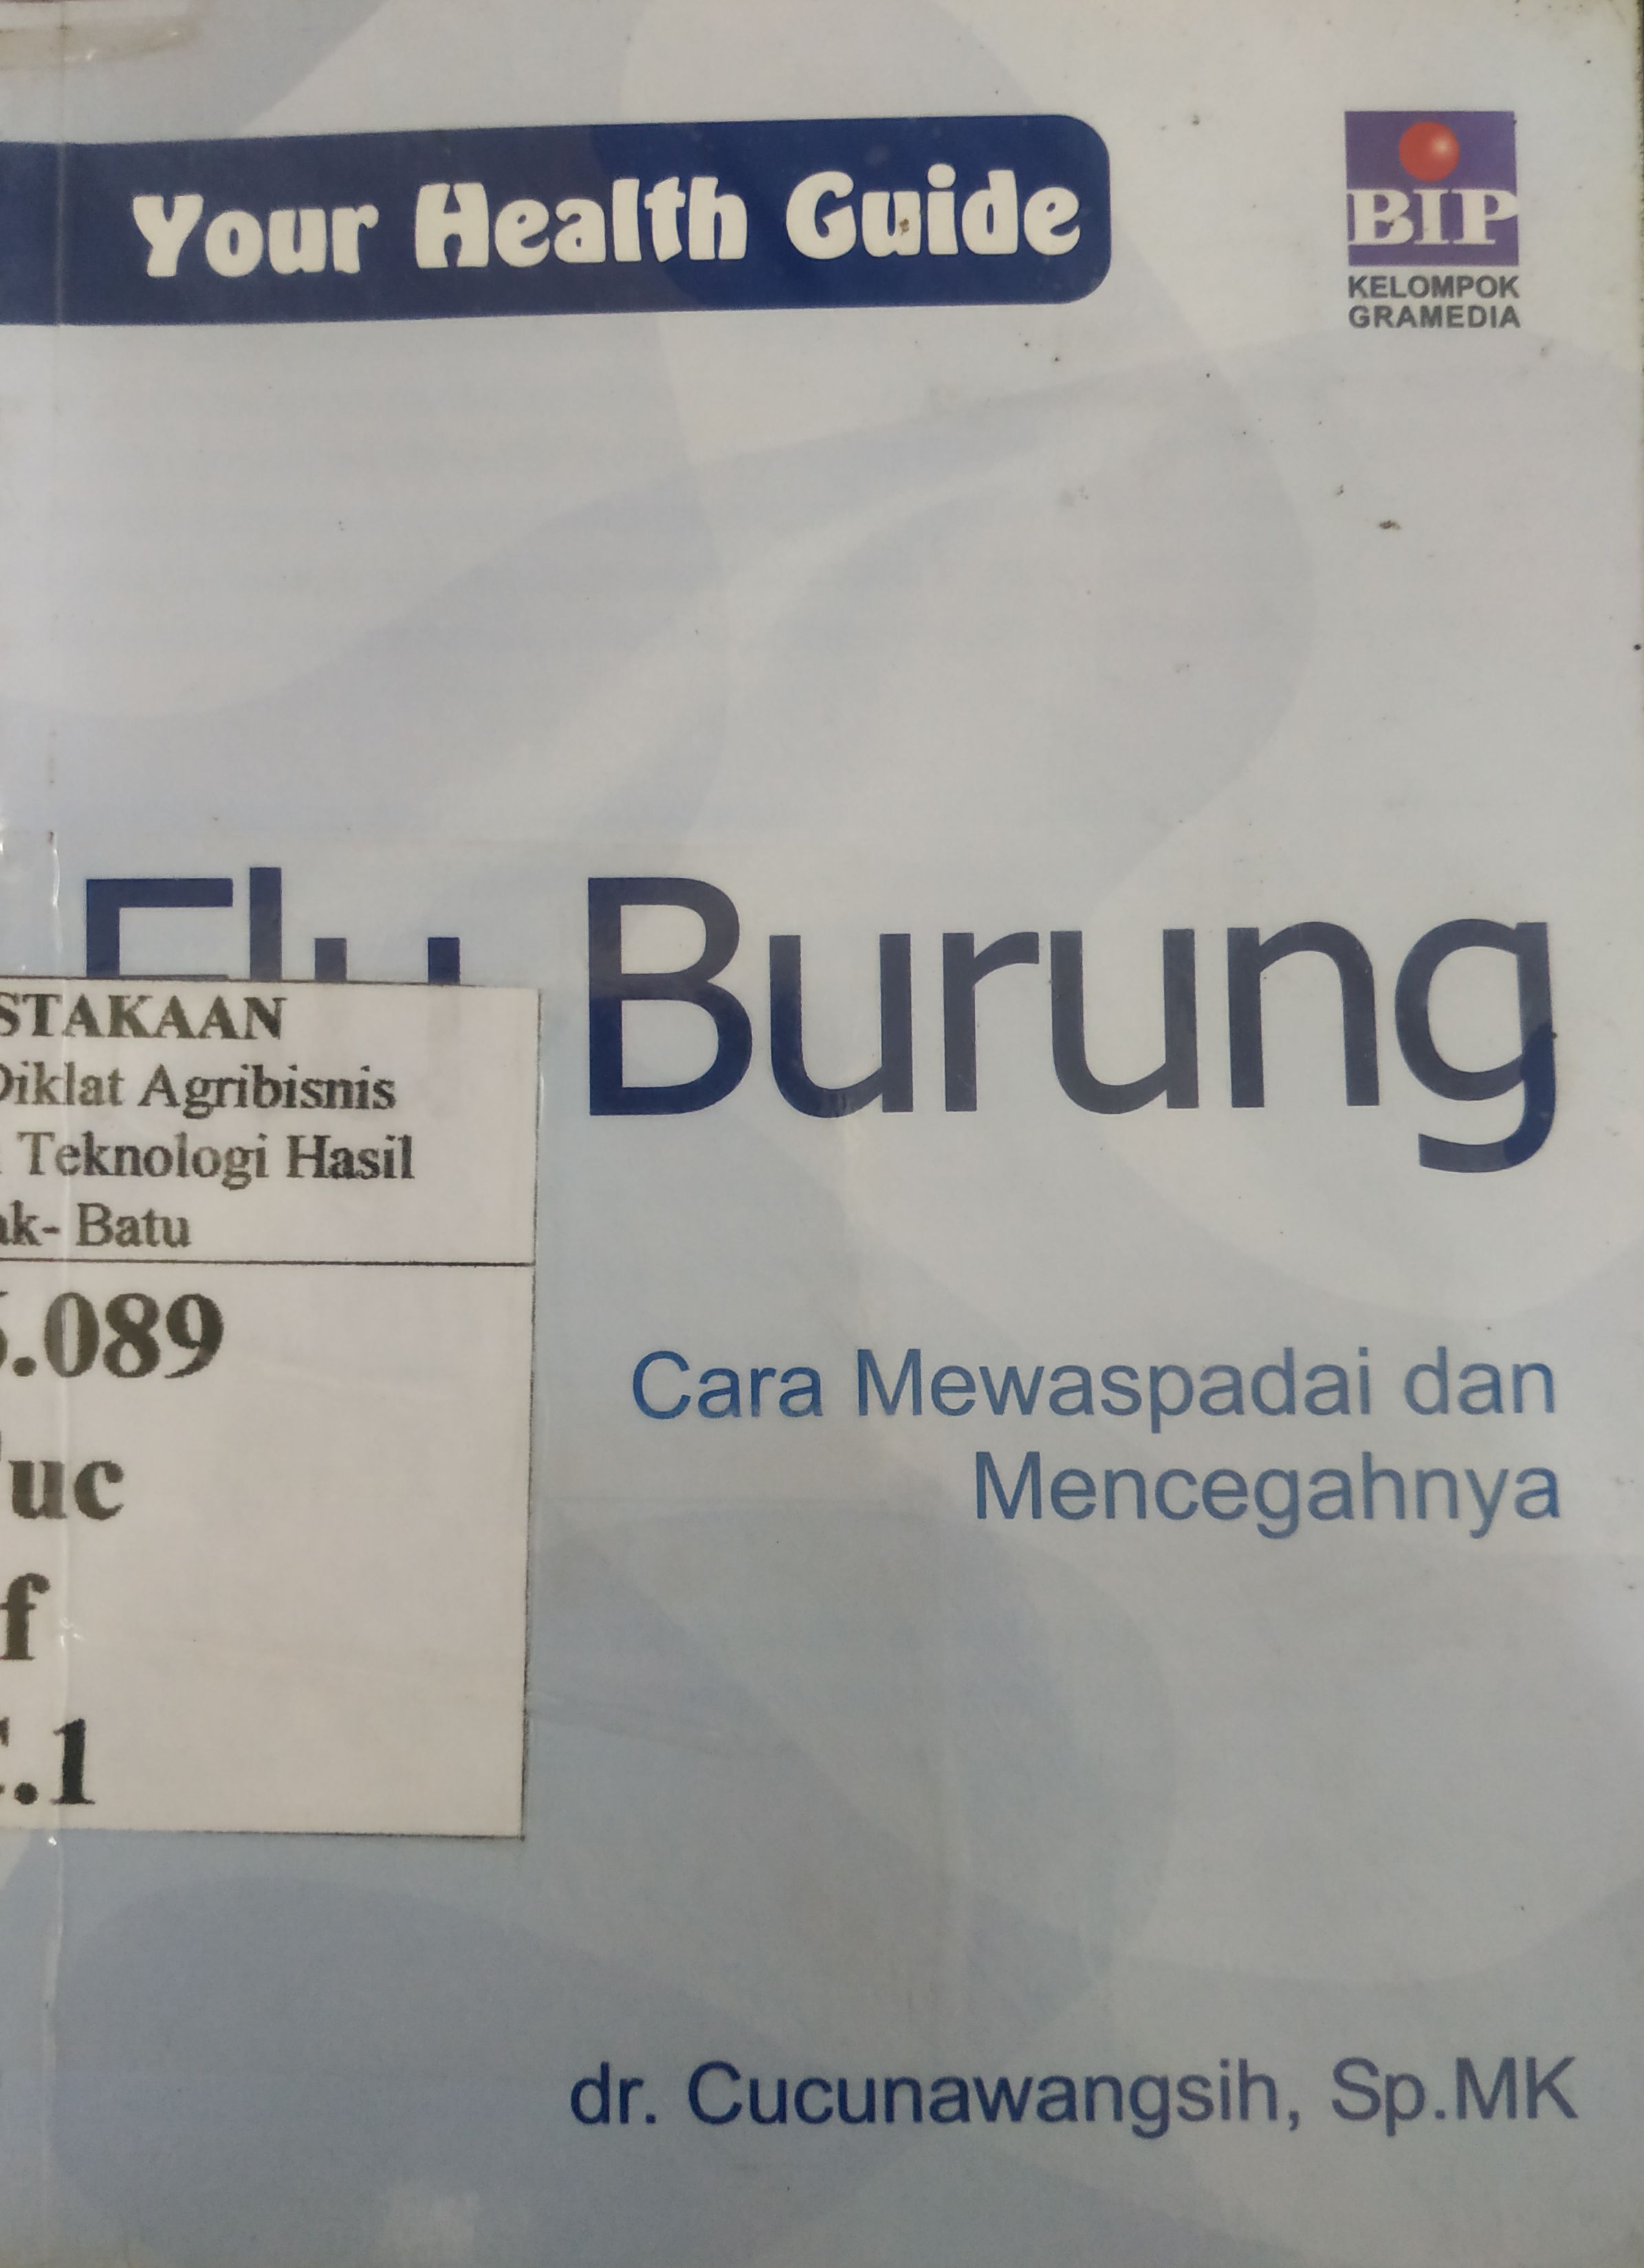 Your Health Guide
BIP
KELOMPOK
GRAMEDIA
Flu Burung
STAKAAN
Diklat Agribisnis
Teknologi Hasil
ak- Batu
.089
uc
f
.1
Cara Mewaspadai dan
Mencegahnya
dr. Cucunawangsih, Sp.MK